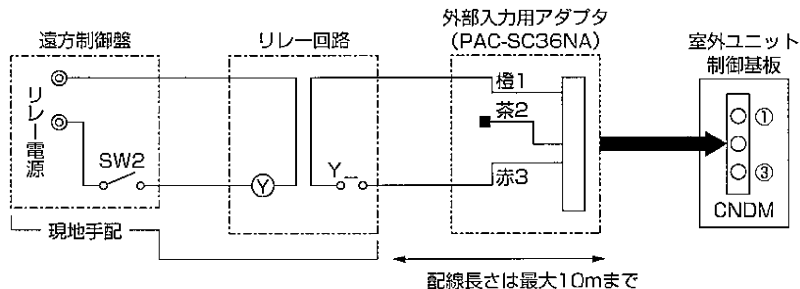 遠方制御盤
リレー電源
SW2
現地手配
リレー回路
Y
Y
外部入力用アダプタ
(PAC-SC36NA)
橙1
茶2
赤3
配線長さは最大10mまで
室外ユニット
制御基板
①
③
CNDM